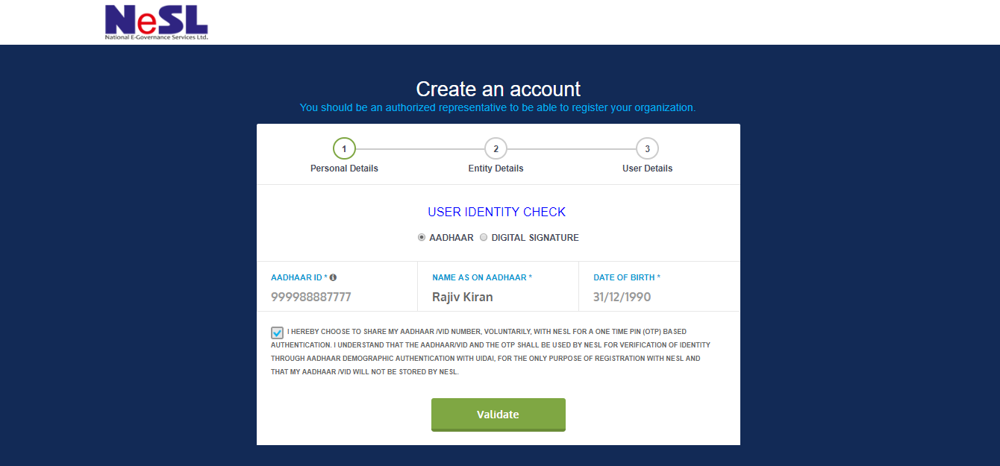 NeSL
National E-Governance Services Ltd.
Create an account
You should be an authorized representative to be able to register your organization.
1 2 3
Personal Details Entity Details User Details
USER IDENTITY CHECK
AADHAAR DIGITAL SIGNATURE
AADHAAR ID * NAME AS ON AADHAAR * DATE OF BIRTH *
999988887777 Rajiv Kiran 31/12/1990
I HEREBY CHOOSE TO SHARE MY AADHAAR /VID NUMBER, VOLUNTARILY, WITH NESL FOR A ONE TIME PIN (OTP) BASED
AUTHENTICATION. I UNDERSTAND THAT THE AADHAAR/VID AND THE OTP SHALL BE USED BY NESL FOR VERIFICATION OF IDENTITY
THROUGH AADHAAR DEMOGRAPHIC AUTHENTICATION WITH UIDAI, FOR THE ONLY PURPOSE OF REGISTRATION WITH NESL AND
THAT MY AADHAAR /VID WILL NOT BE STORED BY NESL.
Validate